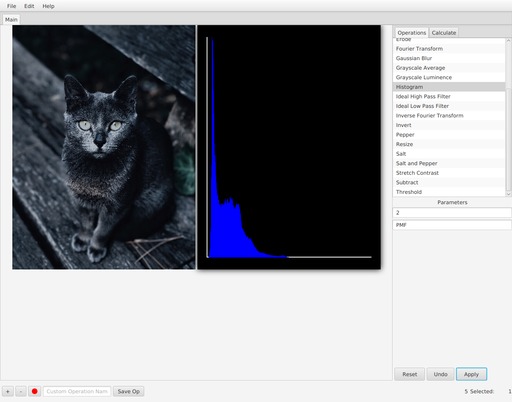 File Edit Help
Main
Operations Calculate
Erode
Fourier Transform
Gaussian Blur
Grayscale Average
Grayscale Luminence
Histogram
Ideal High Pass Filter
Ideal Low Pass Filter
Inverse Fourier Transform
Invert
Pepper
Resize
Salt
Salt and Pepper
Stretch Contrast
Subtract
Threshold
Parameters
2
PMF
Reset Undo Apply
+ - Custom Operation Nam Save Op 5 Selected: 1